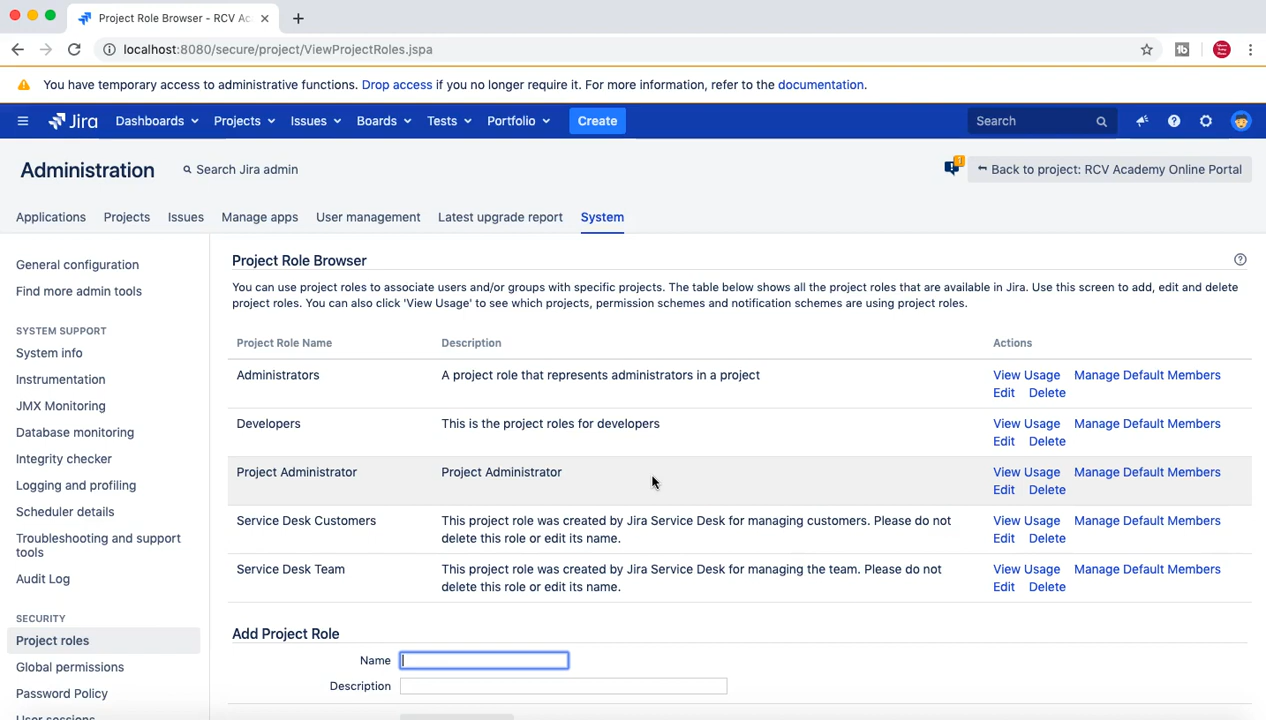 Project Role Browser - RCV Ac
localhost:8080/secure/project/ViewProjectRoles.jspa
You have temporary access to administrative functions. Drop access if you no longer require it. For more information, refer to the documentation.
Jira Dashboards Projects Issues Boards Tests Portfolio Create Search
Administration Search Jira admin Back to project: RCV Academy Online Portal
Applications Projects Issues Manage apps User management Latest upgrade report System
General configuration
Find more admin tools
SYSTEM SUPPORT
System info
Instrumentation
JMX Monitoring
Database monitoring
Integrity checker
Logging and profiling
Scheduler details
Troubleshooting and support
tools
Audit Log
SECURITY
Project roles
Global permissions
Password Policy
User sessions
Project Role Browser
You can use project roles to associate users and/or groups with specific projects. The table below shows all the project roles that are available in Jira. Use this screen to add, edit and delete
project roles. You can also click 'View Usage' to see which projects, permission schemes and notification schemes are using project roles.
Project Role Name Description Actions
Administrators A project role that represents administrators in a project View Usage Manage Default Members
Edit Delete
Developers This is the project roles for developers View Usage Manage Default Members
Edit Delete
Project Administrator Project Administrator View Usage Manage Default Members
Edit Delete
Service Desk Customers This project role was created by Jira Service Desk for managing customers. Please do not View Usage Manage Default Members
delete this role or edit its name. Edit Delete
Service Desk Team This project role was created by Jira Service Desk for managing the team. Please do not View Usage Manage Default Members
delete this role or edit its name. Edit Delete
Add Project Role
Name
Description